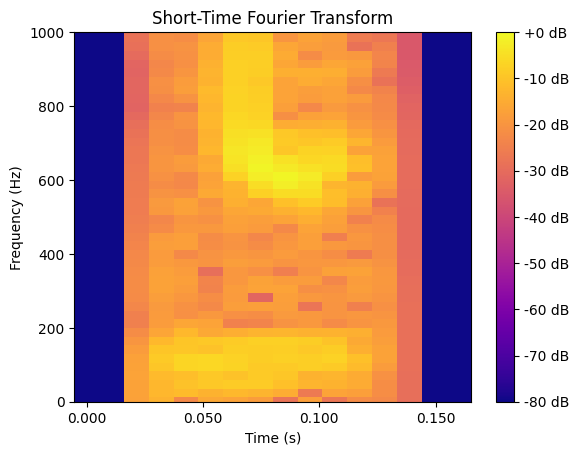 Short-Time Fourier Transform
1000
800
600
400
200
0
Frequency (Hz)
0.000
0.050
0.100
0.150
Time (s)
+0 dB
-10 dB
-20 dB
-30 dB
-40 dB
-50 dB
-60 dB
-70 dB
-80 dB